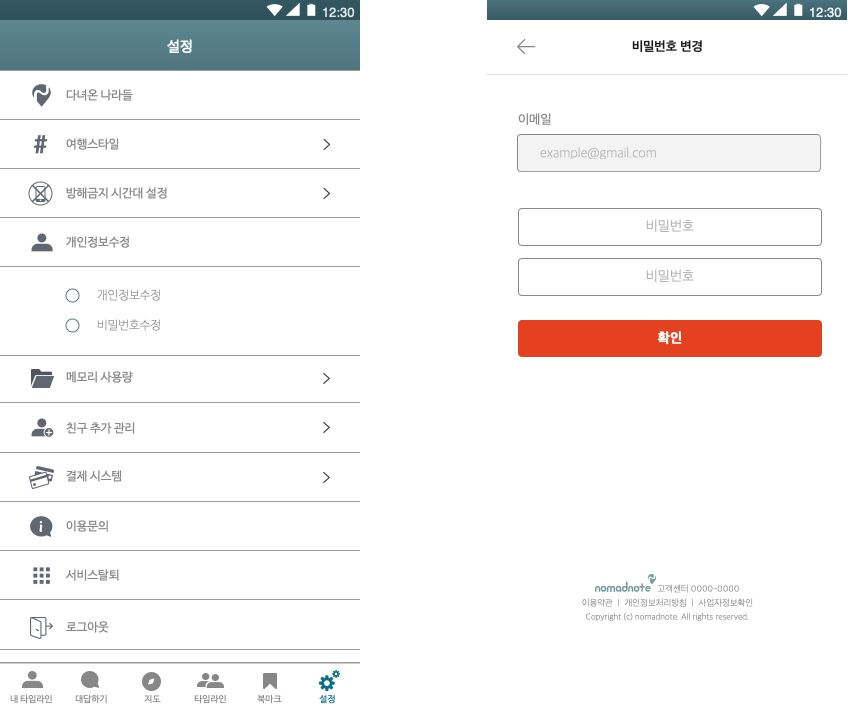 12:30
설정
다녀온 나라들
여행스타일
방해금지 시간대 설정
개인정보수정
개인정보수정
비밀번호수정
메모리 사용량
친구 추가 관리
결제 시스템
이용문의
서비스탈퇴
로그아웃
내 타임라인 대답하기 지도 타임라인 북마크 설정
12:30
비밀번호 변경
이메일
example@gmail.com
비밀번호
비밀번호
확인
nomadnote 고객센터 0000-0000
이용약관 | 개인정보처리방침 | 사업자정보확인
Copyright (c) nomadnote. All rights reserved.